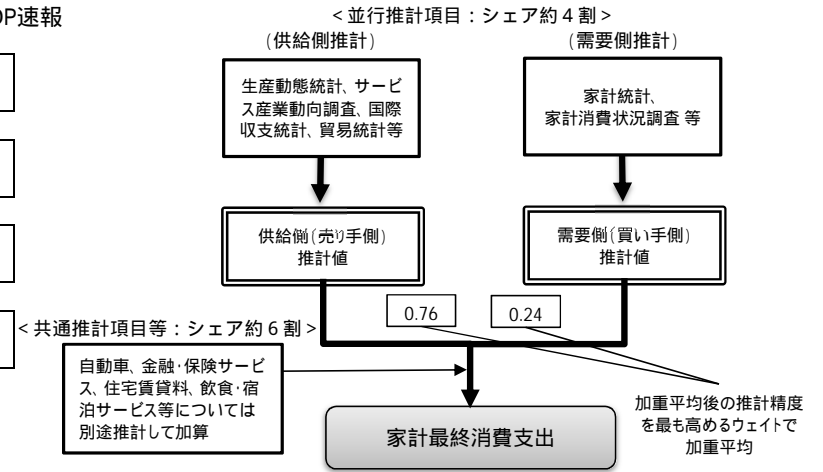 DP速報
<並行推計項目:シェア約4割>
(供給側推計)
(需要側推計)
生産動態統計、サービ
ス産業動向調査、国際
収支統計、貿易統計等
家計統計、
家計消費状況調査 等
供給側(売り手側)
推計値
需要側(買い手側)
推計値
0.76
0.24
<共通推計項目等:シェア約6割>
自動車、金融・保険サービ
ス、住宅賃貸料、飲食・宿
泊サービス等については
別途推計して加算
家計最終消費支出
加重平均後の推計精度
を最も高めるウェイトで
加重平均